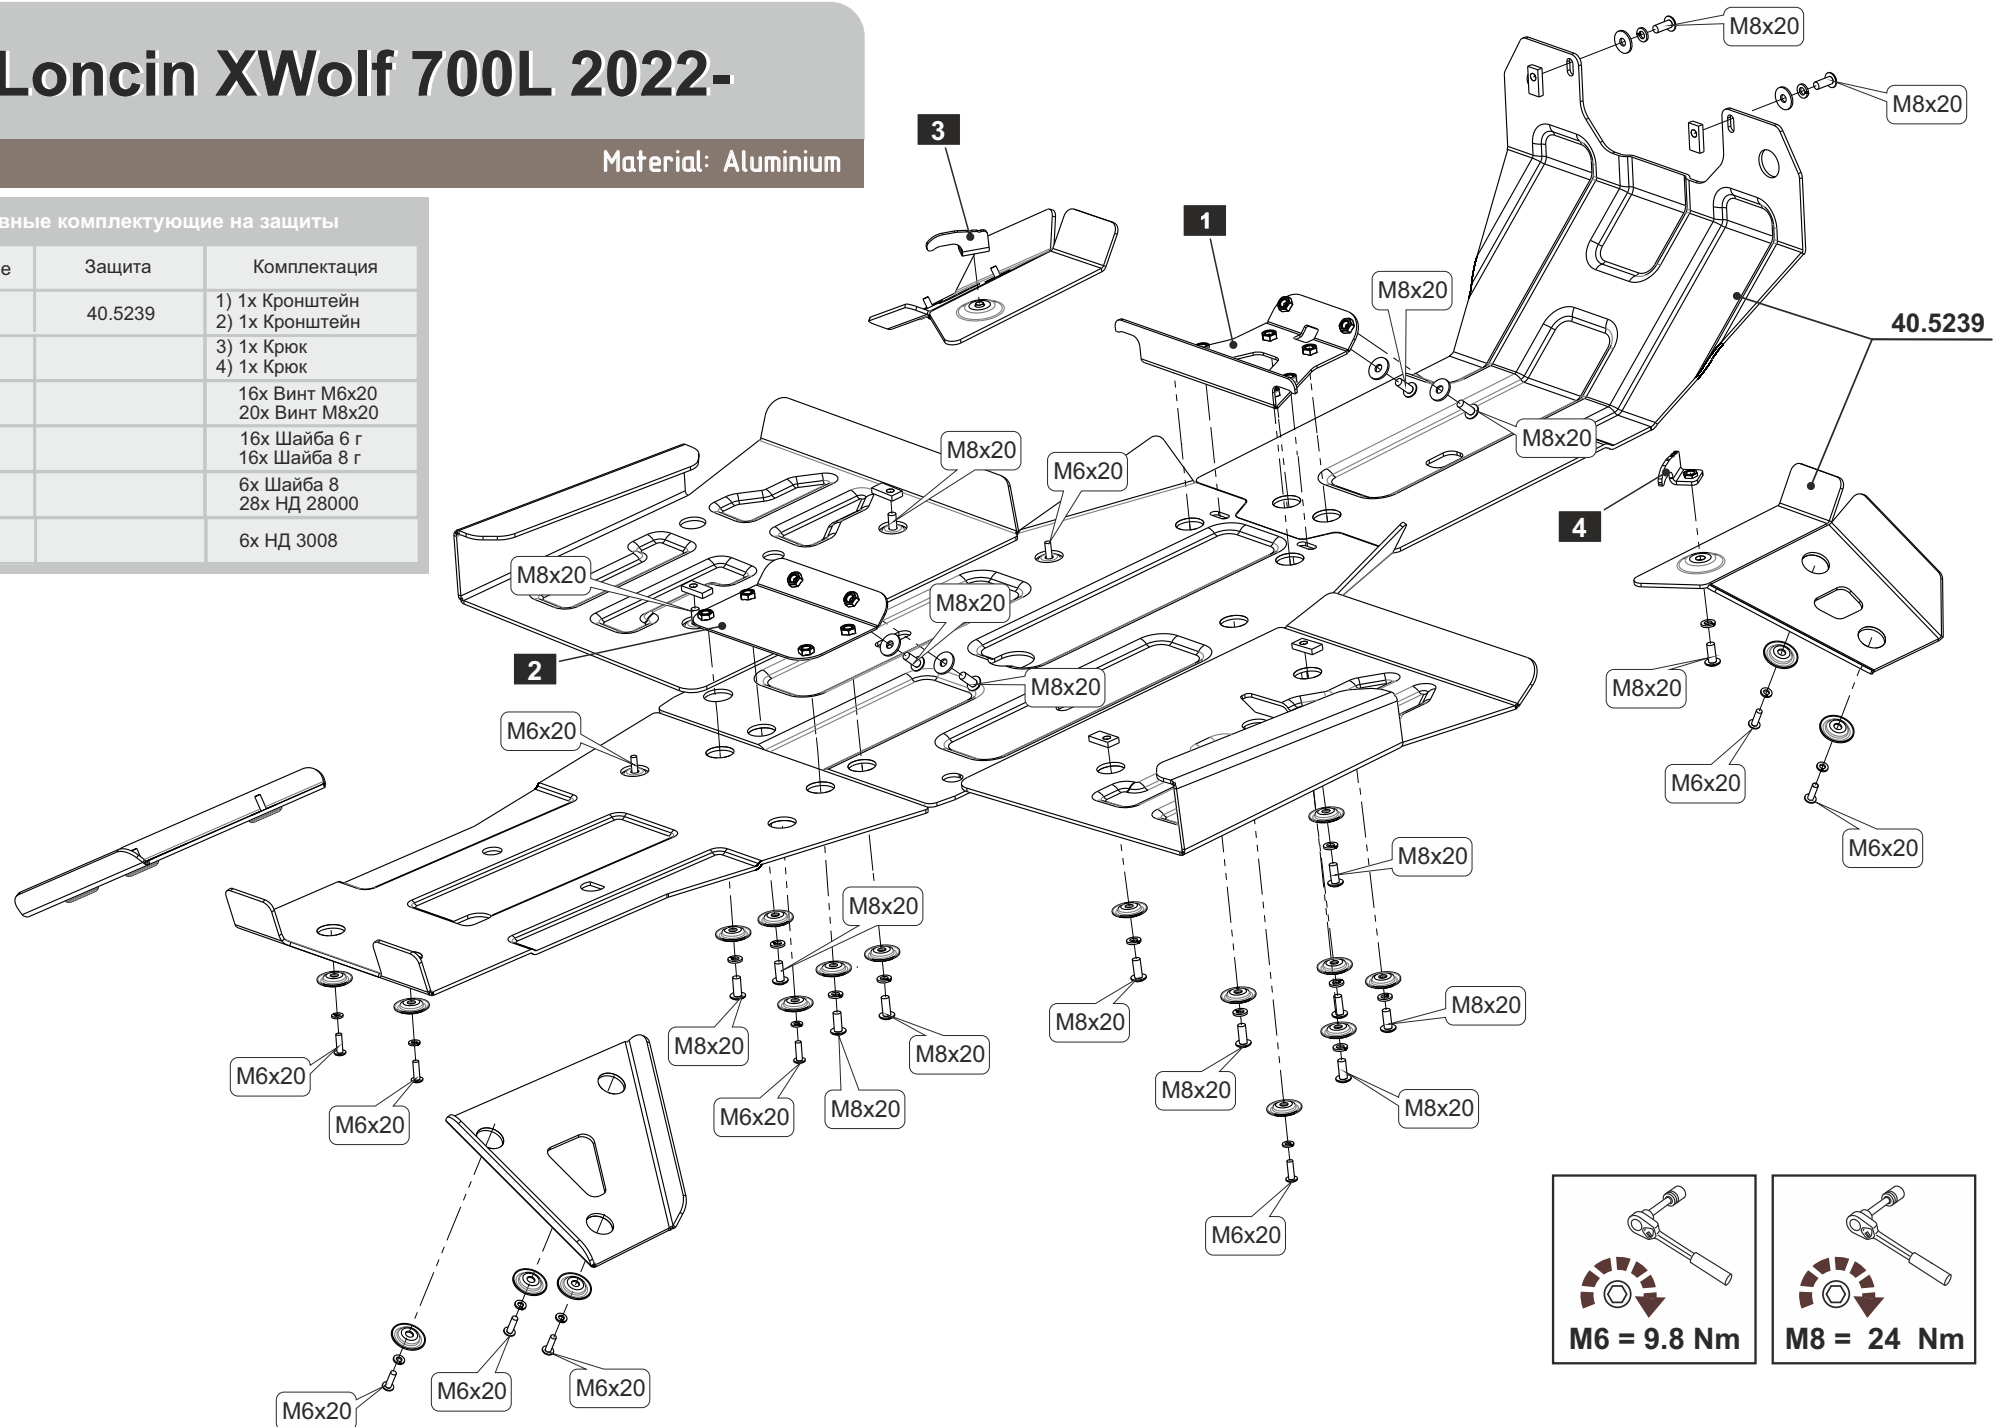 Loncin XWolf 700L 2022-
Material: Aluminium
вные комплектующие на защиты
е
Защита
Комплектация
40.5239
1) 1x Кронштейн
2) 1x Кронштейн
3) 1x Крюк
4) 1x Крюк
16x Винт М6х20
20x Винт М8х20
16x Шайба 6 г
16x Шайба 8 г
6x Шайба 8
28x НД 28000
6x НД 3008
M8x20
M8x20
3
1
M8x20
40.5239
M8x20
M8x20
M6x20
4
M8x20
M8x20
2
M8x20
M8x20
M6x20
M6x20
M6x20
M8x20
M8x20
M8x20
M8x20
M8x20
M8x20
M6x20
M8x20
M6x20
M8x20
M8x20
M6x20
M6x20
M6x20
M6x20
M6x20
M6 = 9.8 Nm
M8 = 24 Nm